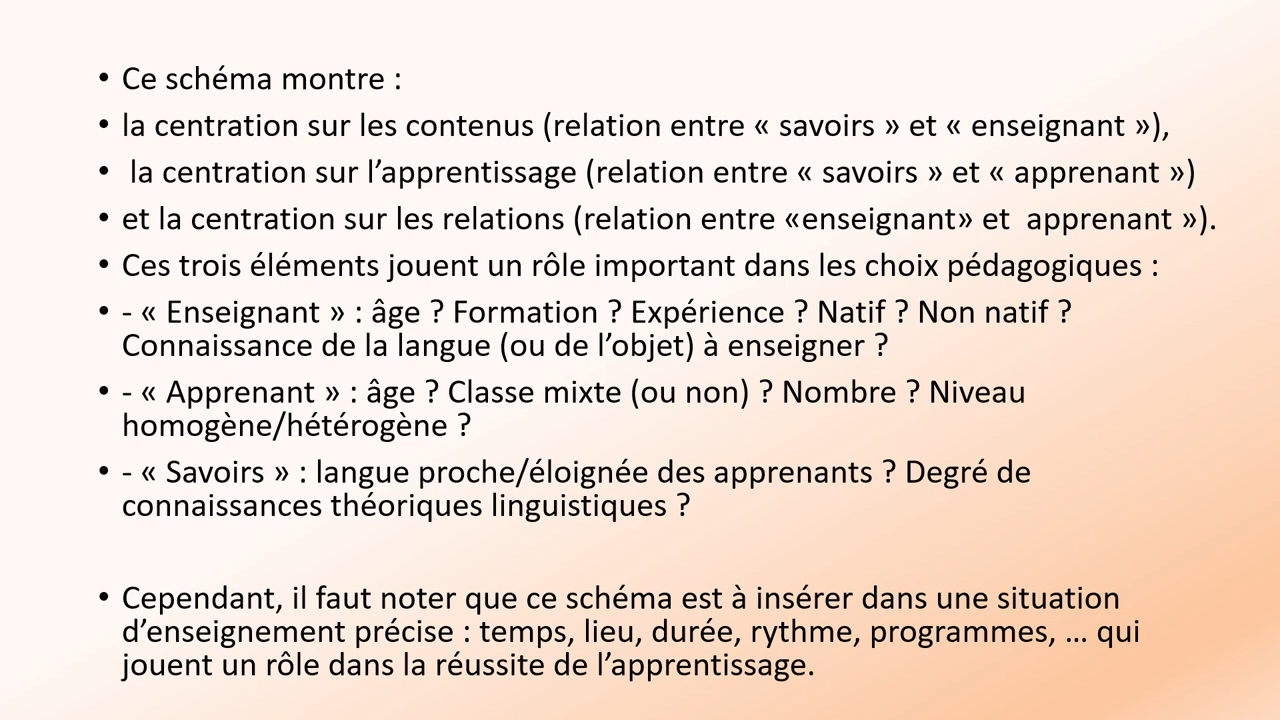 • Ce schéma montre :
• la centration sur les contenus (relation entre « savoirs » et « enseignant »),
• la centration sur l’apprentissage (relation entre « savoirs » et « apprenant »)
• et la centration sur les relations (relation entre «enseignant» et  apprenant »).
• Ces trois éléments jouent un rôle important dans les choix pédagogiques :
• - « Enseignant » : âge ? Formation ? Expérience ? Natif ? Non natif ?
Connaissance de la langue (ou de l’objet) à enseigner ?
• - « Apprenant » : âge ? Classe mixte (ou non) ? Nombre ? Niveau
homogène/hétérogène ?
• - « Savoirs » : langue proche/éloignée des apprenants ? Degré de
connaissances théoriques linguistiques ?
• Cependant, il faut noter que ce schéma est à insérer dans une situation
d’enseignement précise : temps, lieu, durée, rythme, programmes, … qui
jouent un rôle dans la réussite de l’apprentissage.